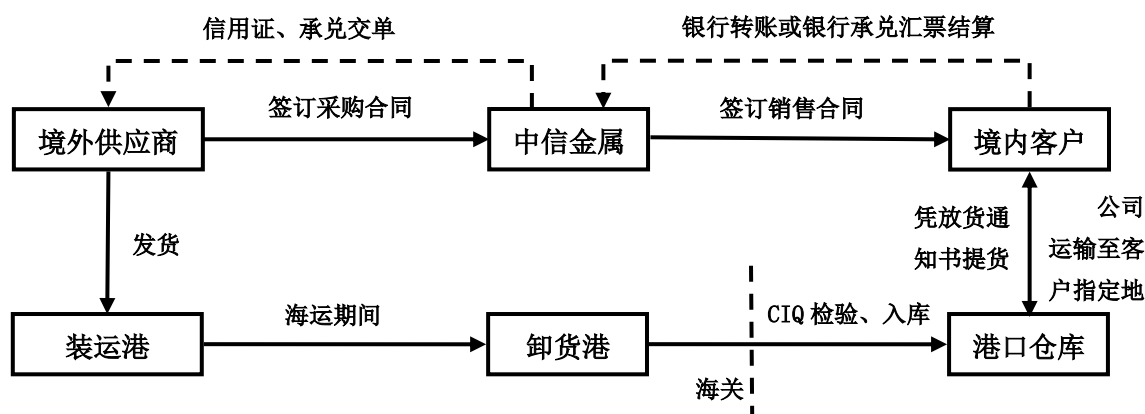 信用证、承兑交单
银行转账或银行承兑汇票结算
签订采购合同
签订销售合同
境外供应商
中信金属
境内客户
发货
凭放货通
知书提货
公司
运输至客
户指定地
海运期间
CIQ 检验、入库
装运港
卸货港
港口仓库
海关